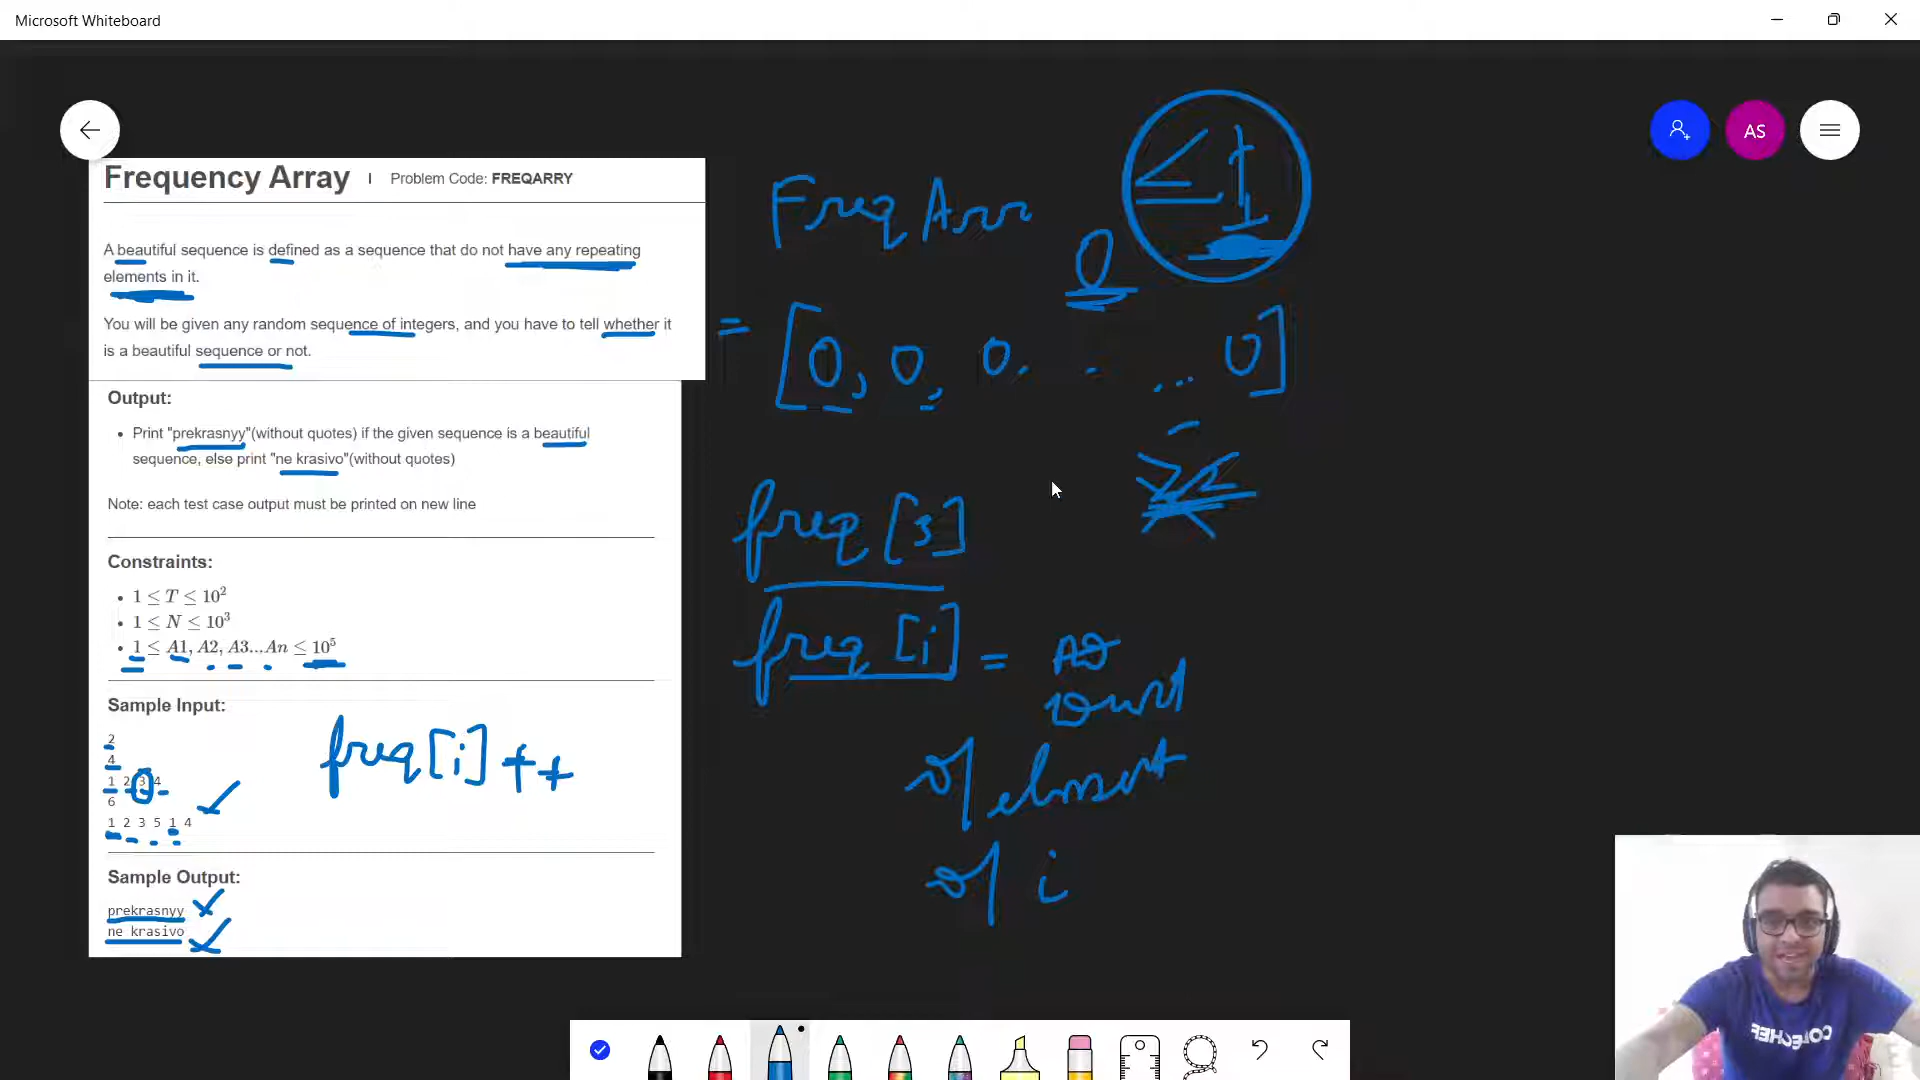 Microsoft Whiteboard
AS
Frequency Array | Problem Code: FREQARRY
A beautiful sequence is defined as a sequence that do not have any repeating
elements in it.
You will be given any random sequence of integers, and you have to tell whether it
is a beautiful sequence or not.
Output:
• Print "prekrasnyy"(without quotes) if the given sequence is a beautiful
sequence, else print "ne krasivo"(without quotes)
Note: each test case output must be printed on new line
Constraints:
• 1 ≤ T ≤ 10²
• 1 ≤ N ≤ 10³
• 1 ≤ A1, A2, A3...An ≤ 10⁵
Sample Input:
2
4
1 2 3 4
6
1 2 3 5 1 4
freq[i]++
Sample Output:
prekrasnyy
ne krasivo
Freq Arr
≤ 1
0
= [0, 0, 0. . ... 0]
freq [3]
freq [i] =
count
of element
of i
CODECHEF